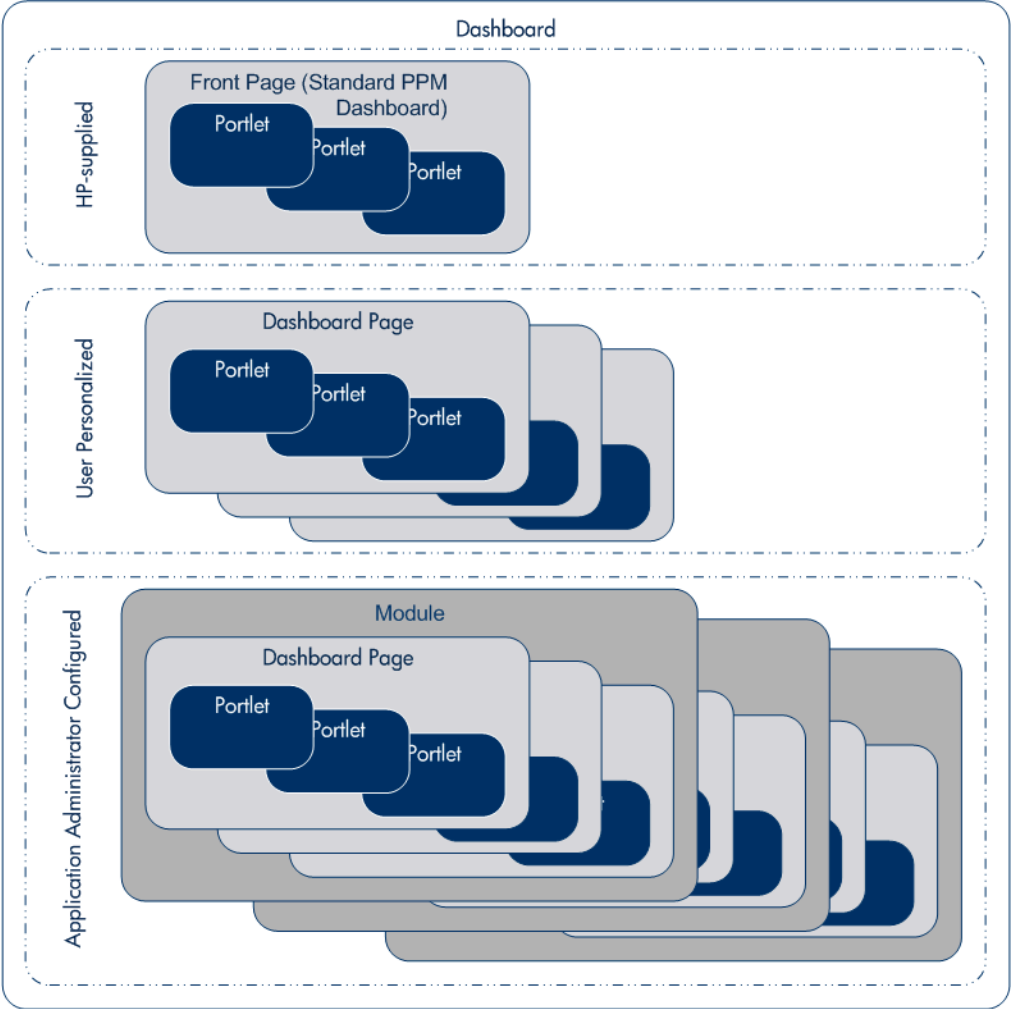 Dashboard
HP-supplied
Front Page (Standard PPM
Dashboard)
Portlet
Portlet
Portlet
User Personalized
Dashboard Page
Portlet
Portlet
Portlet
Application Administrator Configured
Module
Dashboard Page
Portlet
Portlet
Portlet